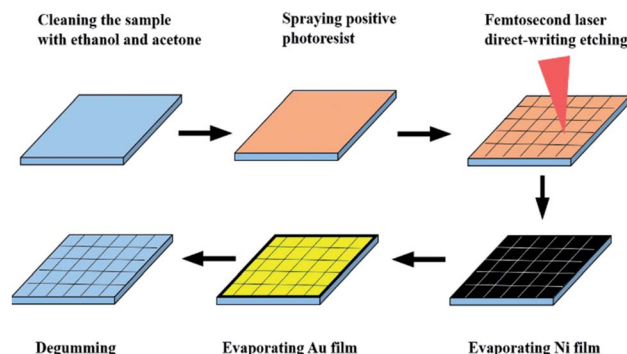 Cleaning the sample
with ethanol and acetone
Spraying positive
photoresist
Femtosecond laser
direct-writing etching
Degumming
Evaporating Au film
Evaporating Ni film